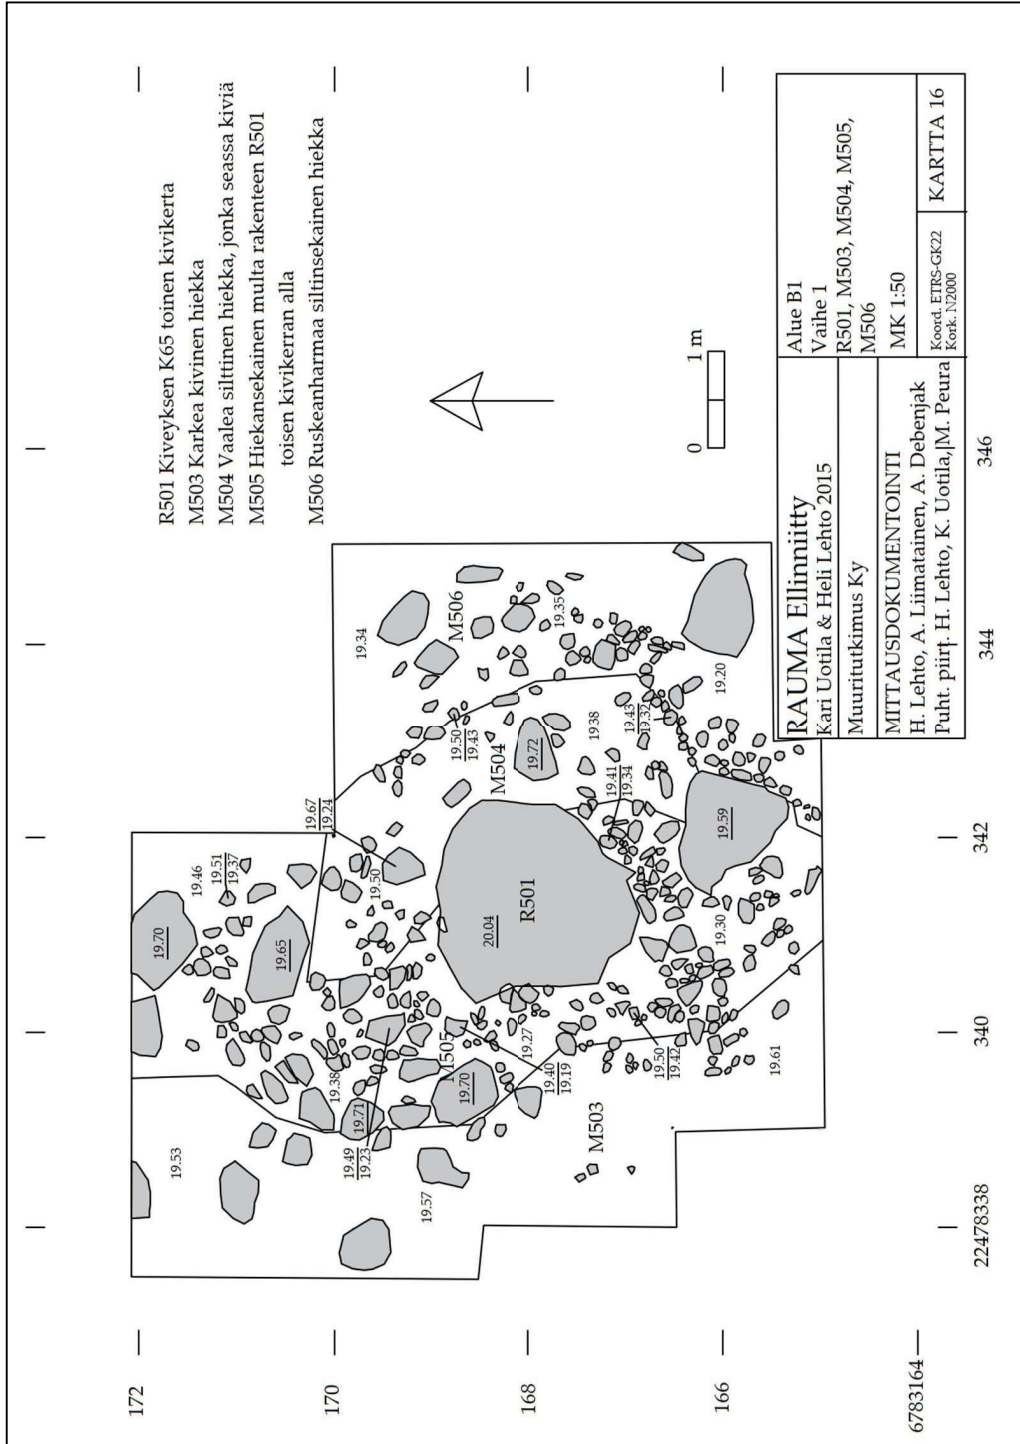 R501 Kiveyksen K65 toinen kivikerta
M503 Karkea kivinen hiekka
M504 Vaalea silttinen hiekka, jonka seassa kiviä
M505 Hiekansekainen multa rakenteen R501
toisen kivikerran alla
M506 Ruskeanharmaa siltinsekainen hiekka
172
170
168
166
6783164
22478338
340
342
344
346
0
1 m
19.53
19.70
19.46
19.51
19.37
19.65
19.67
19.24
19.34
19.50
19.50
19.43
M506
M504
19.35
19.72
19.38
19.43
19.32
19.20
19.41
19.34
19.59
R501
20.04
19.30
19.38
19.71
19.49
19.23
M505
19.70
19.27
19.40
19.19
19.50
19.42
19.61
19.57
M503
RAUMA Ellinniitty
Kari Uotila & Heli Lehto 2015
Muuritutkimus Ky
MITTAUSDOKUMENTOINTI
H. Lehto, A. Liimatainen, A. Debenjak
Puht. piirt. H. Lehto, K. Uotila, M. Peura
Alue B1
Vaihe 1
R501, M503, M504, M505,
M506
MK 1:50
Koord. ETRS-GK22
Kork. N2000
KARTTA 16